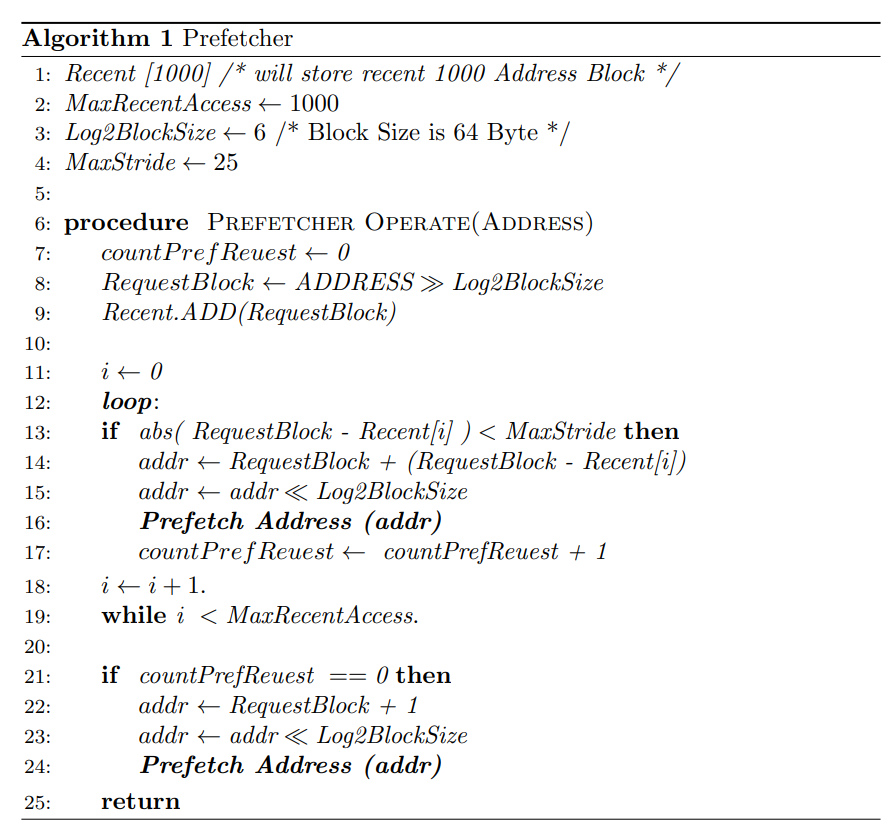 Algorithm 1 Prefetcher
1: Recent [1000] /* will store recent 1000 Address Block */
2: MaxRecentAccess ← 1000
3: Log2BlockSize ← 6 /* Block Size is 64 Byte */
4: MaxStride ← 25
5:
6: procedure PREFETCHER OPERATE(ADDRESS)
7: countPrefReuest ← 0
8: RequestBlock ← ADDRESS ≫ Log2BlockSize
9: Recent.ADD(RequestBlock)
10:
11: i ← 0
12: loop:
13: if abs( RequestBlock - Recent[i] ) < MaxStride then
14: addr ← RequestBlock + (RequestBlock - Recent[i])
15: addr ← addr ≪ Log2BlockSize
16: Prefetch Address (addr)
17: countPrefReuest ← countPrefReuest + 1
18: i ← i + 1.
19: while i < MaxRecentAccess.
20:
21: if countPrefReuest == 0 then
22: addr ← RequestBlock + 1
23: addr ← addr ≪ Log2BlockSize
24: Prefetch Address (addr)
25: return